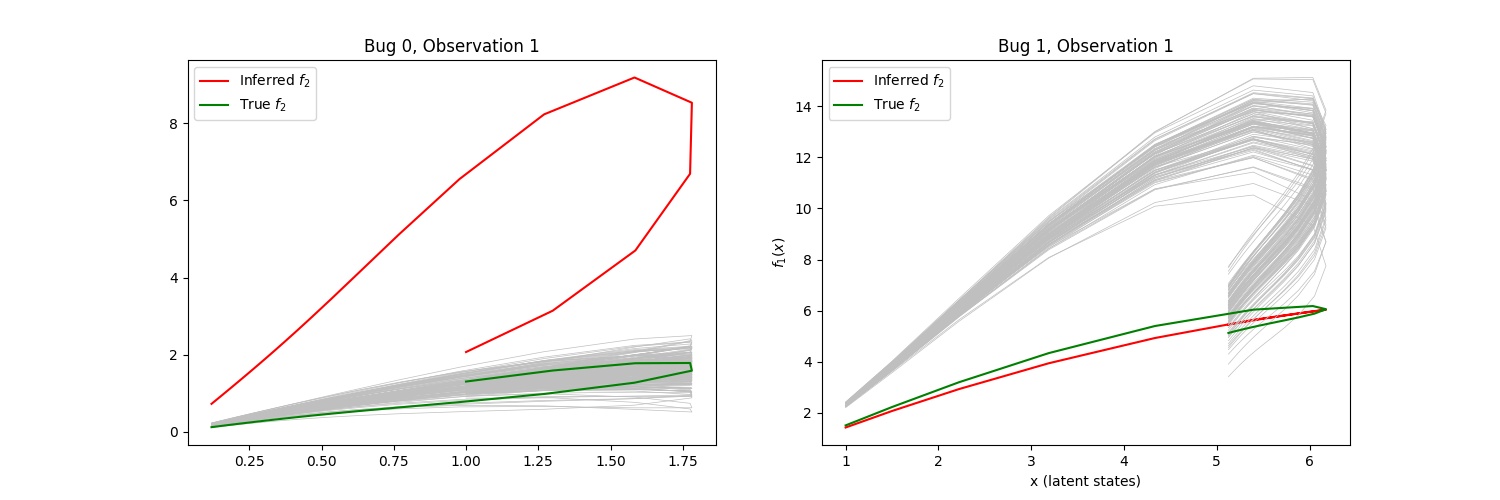 Bug 0, Observation 1
Inferred f₂
True f₂
8
6
4
2
0
0.25 0.50 0.75 1.00 1.25 1.50 1.75
Bug 1, Observation 1
Inferred f₂
True f₂
14
12
10
8
6
4
2
f₁(x)
1 2 3 4 5 6
x (latent states)